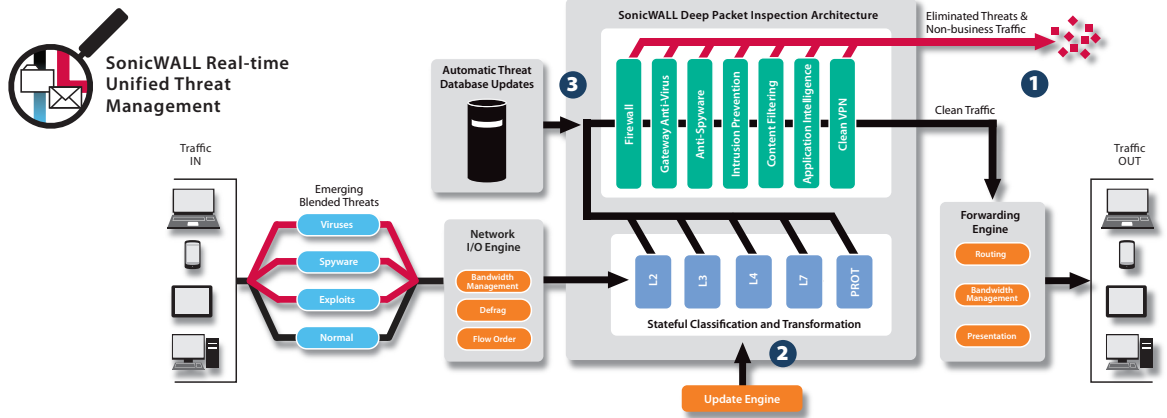 SonicWALL Real-time
Unified Threat
Management
SonicWALL Deep Packet Inspection Architecture
Eliminated Threats &
Non-business Traffic
1
Automatic Threat
Database Updates
3
Firewall
Gateway Anti-Virus
Anti-Spyware
Intrusion Prevention
Content Filtering
Application Intelligence
Clean VPN
Clean Traffic
Traffic
IN
Emerging
Blended Threats
Viruses
Spyware
Exploits
Normal
Network
I/O Engine
Bandwidth
Management
Defrag
Flow Order
L2
L3
L4
L7
PROT
Stateful Classification and Transformation
2
Update Engine
Forwarding
Engine
Routing
Bandwidth
Management
Presentation
Traffic
OUT